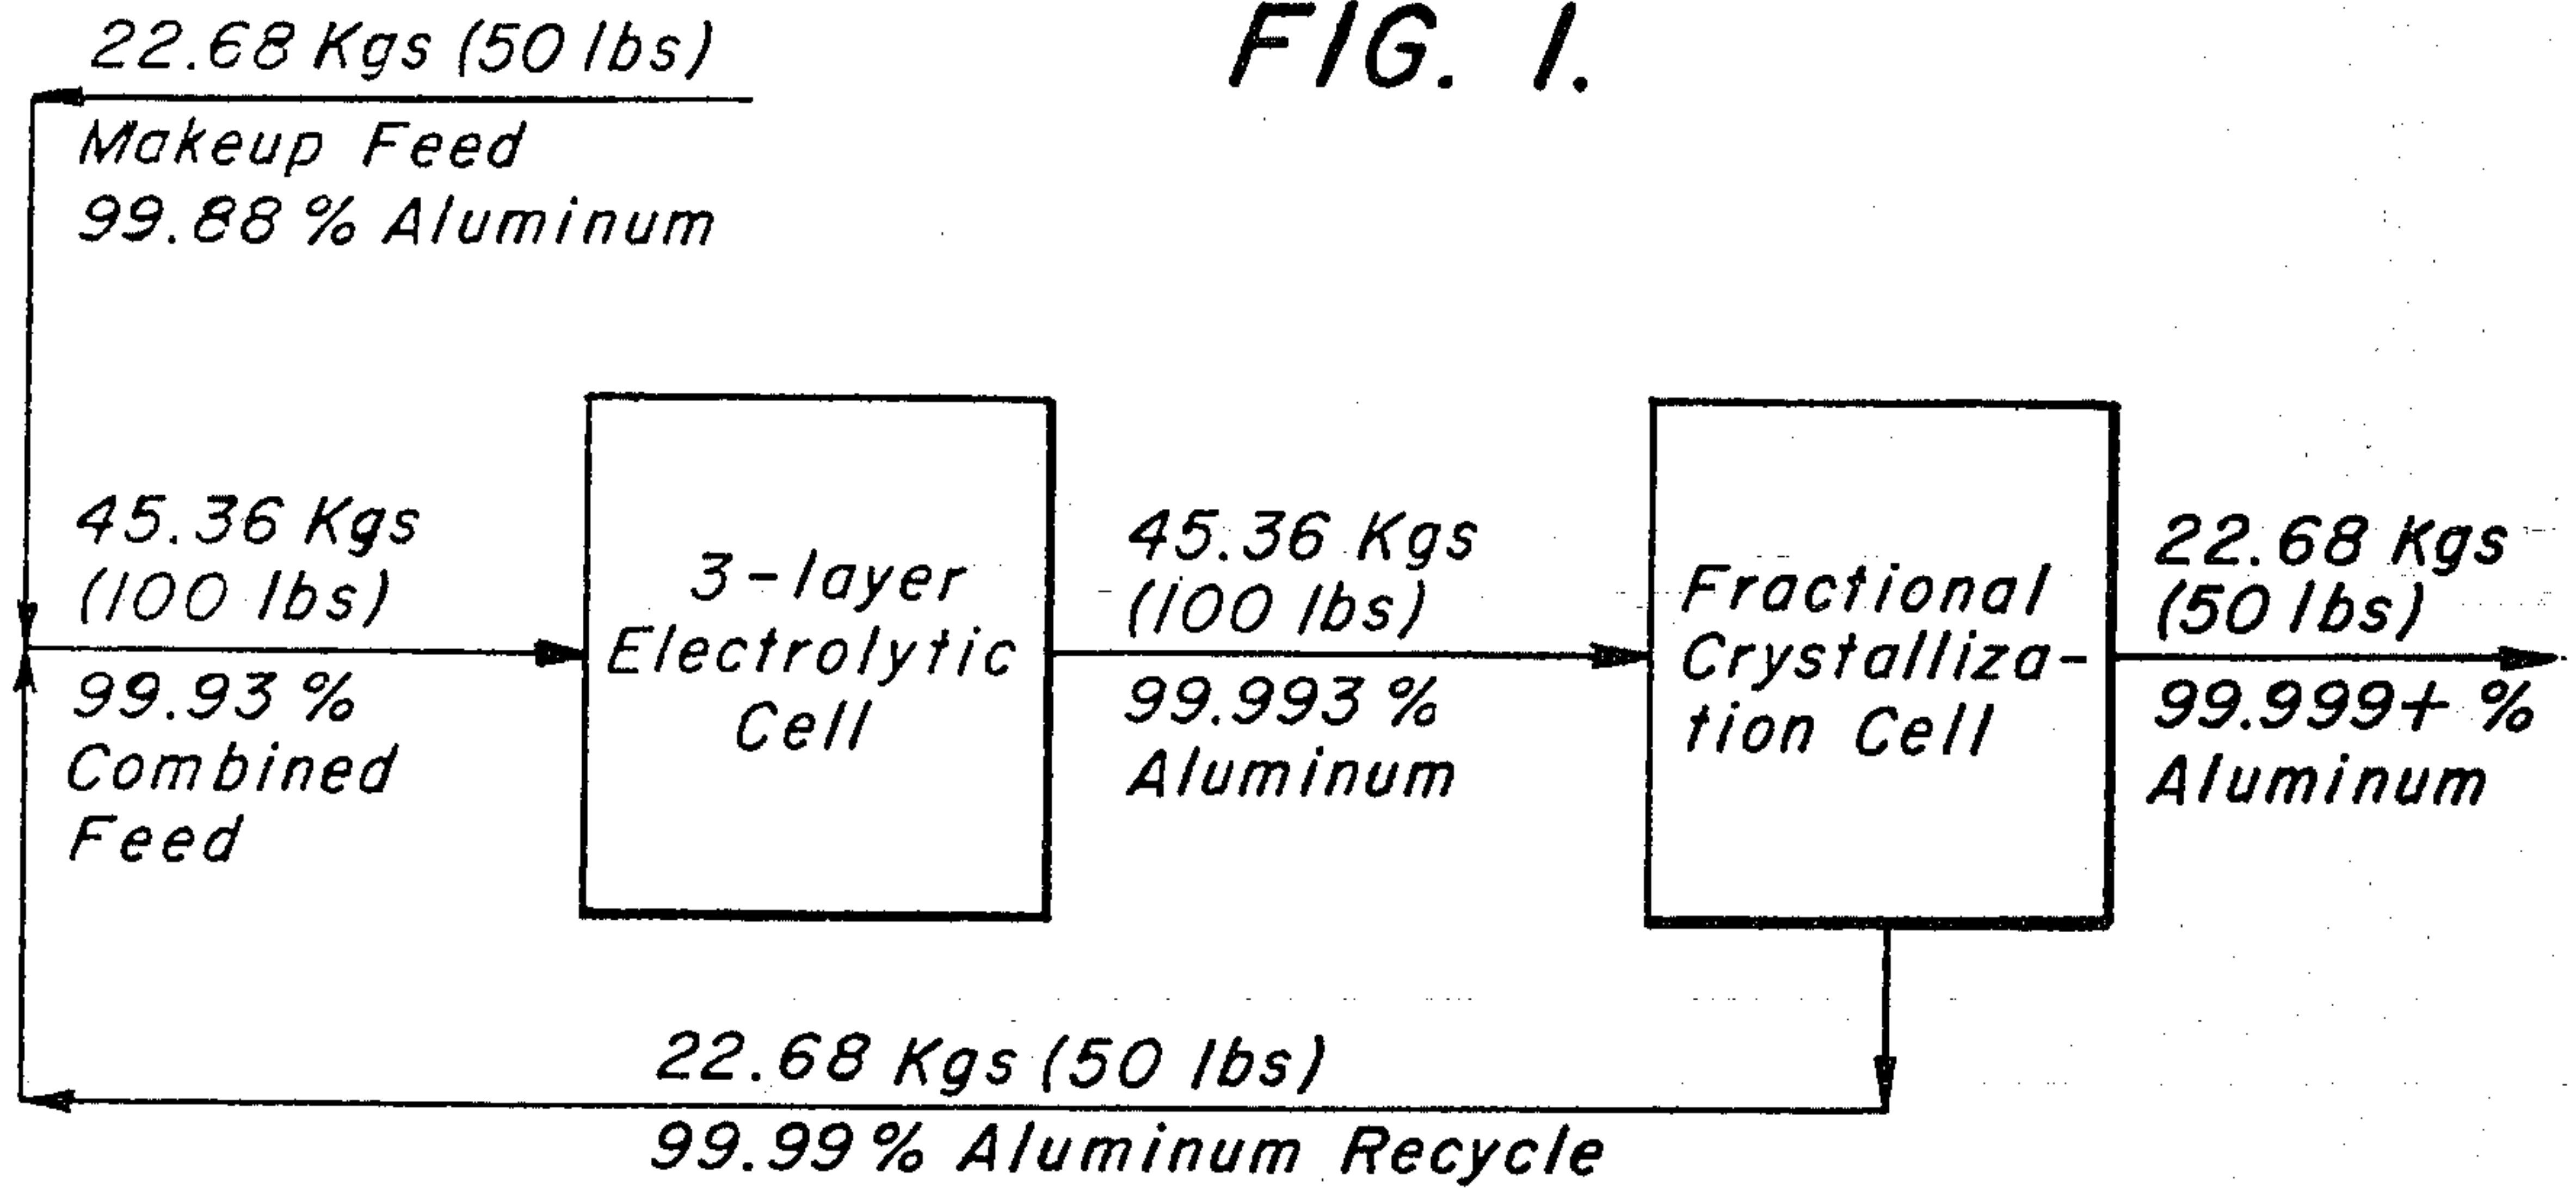 FIG. 1.
22.68 Kgs (50 lbs)
Makeup Feed
99.88 % Aluminum
45.36 Kgs
(100 lbs)
99.93 %
Combined
Feed
3-layer
Electrolytic
Cell
45.36 Kgs
(100 lbs)
99.993 %
Aluminum
Fractional
Crystalliza-
tion Cell
22.68 Kgs
(50 lbs)
99.999+ %
Aluminum
22.68 Kgs (50 lbs)
99.99 % Aluminum Recycle